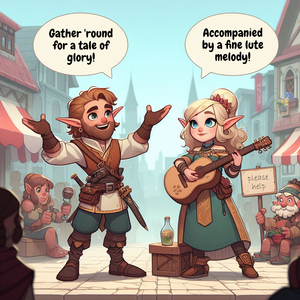 Gather 'round
for a tale of
glory!
Accompanied
by a fine lute
melody!
please
help